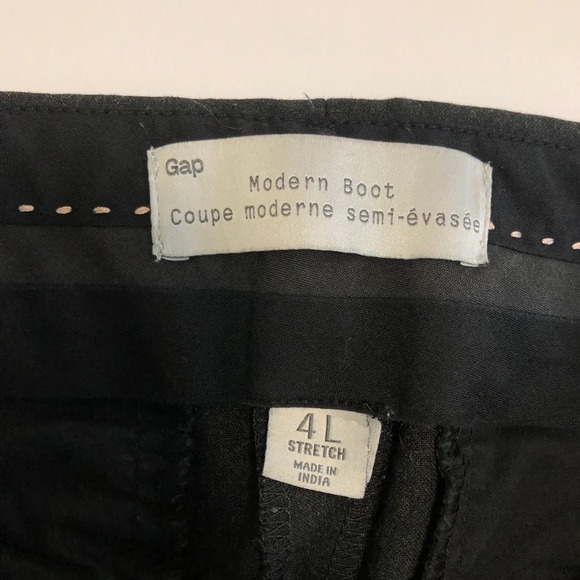 Gap
Modern Boot
Coupe moderne semi-évasée
4L
STRETCH
MADE IN
INDIA